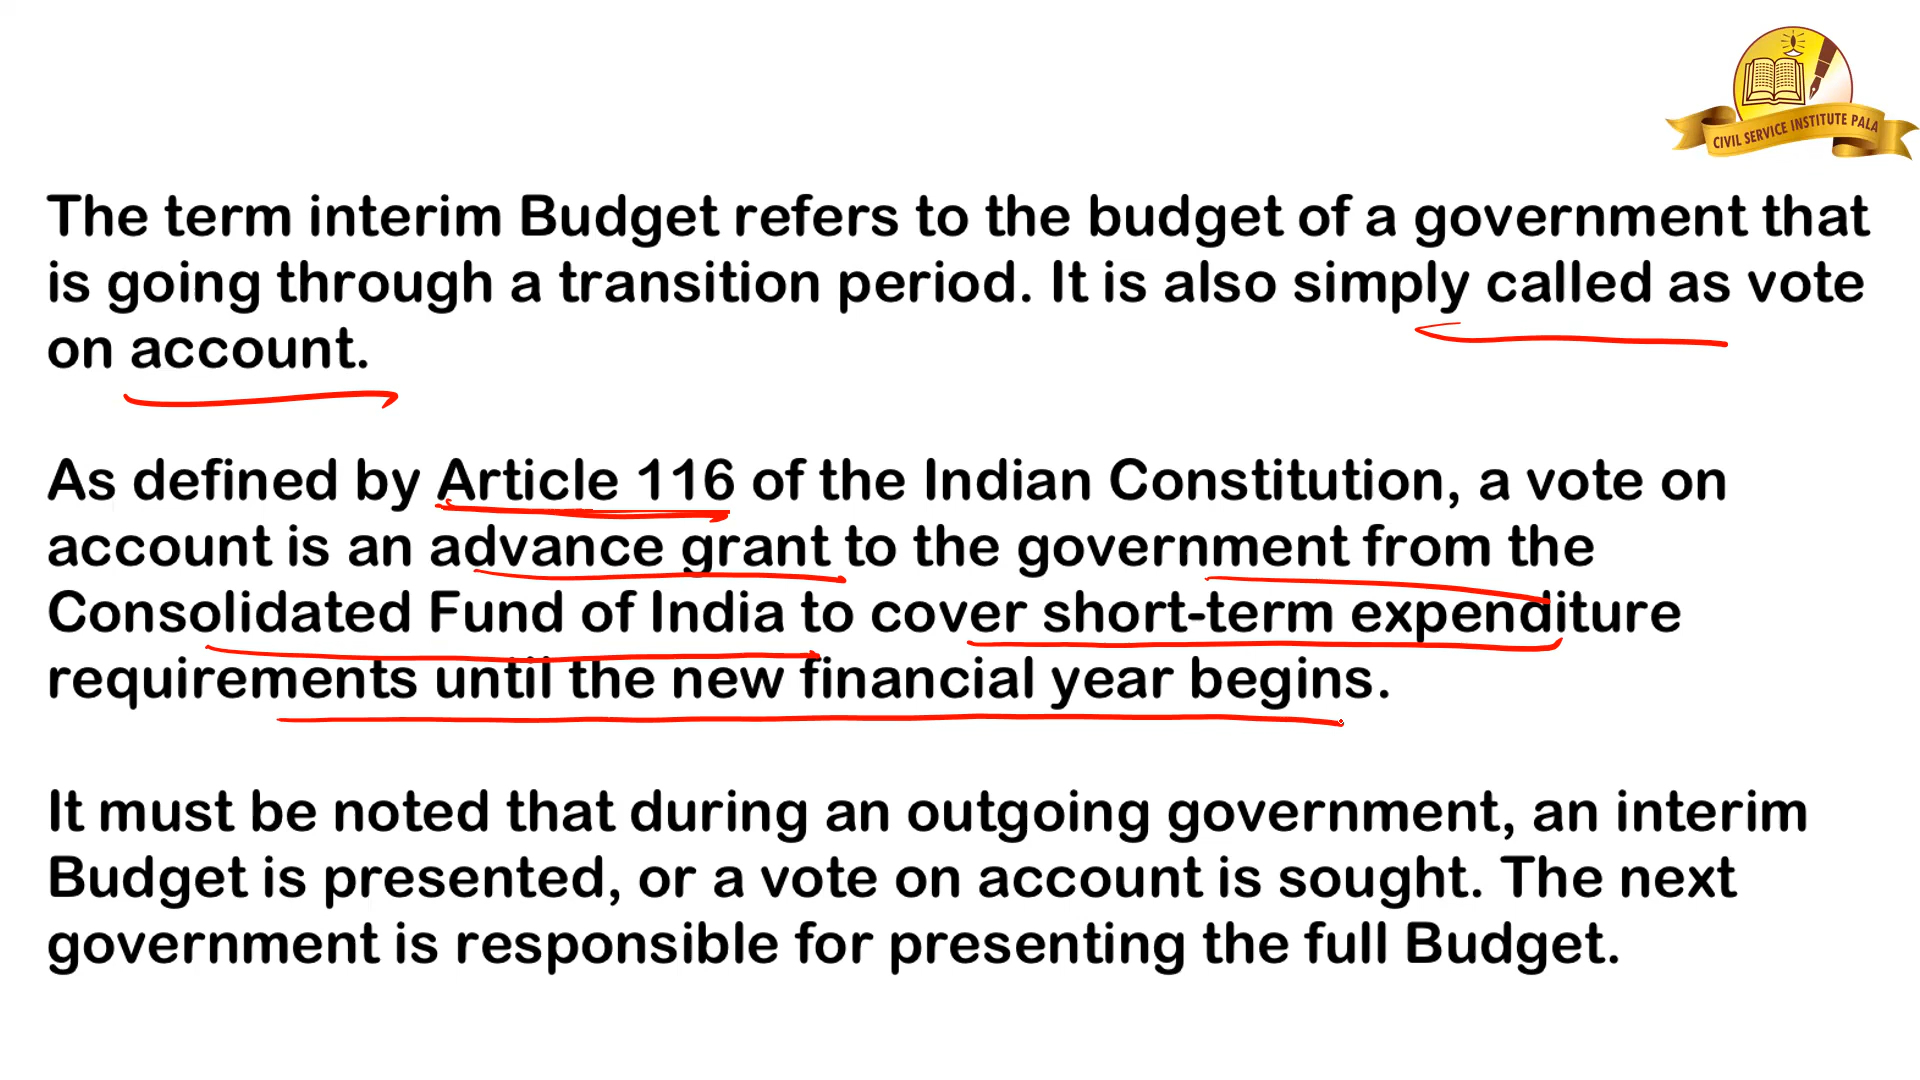 CIVIL SERVICE INSTITUTE PALA
The term interim Budget refers to the budget of a government that
is going through a transition period. It is also simply called as vote
on account.
As defined by Article 116 of the Indian Constitution, a vote on
account is an advance grant to the government from the
Consolidated Fund of India to cover short-term expenditure
requirements until the new financial year begins.
It must be noted that during an outgoing government, an interim
Budget is presented, or a vote on account is sought. The next
government is responsible for presenting the full Budget.